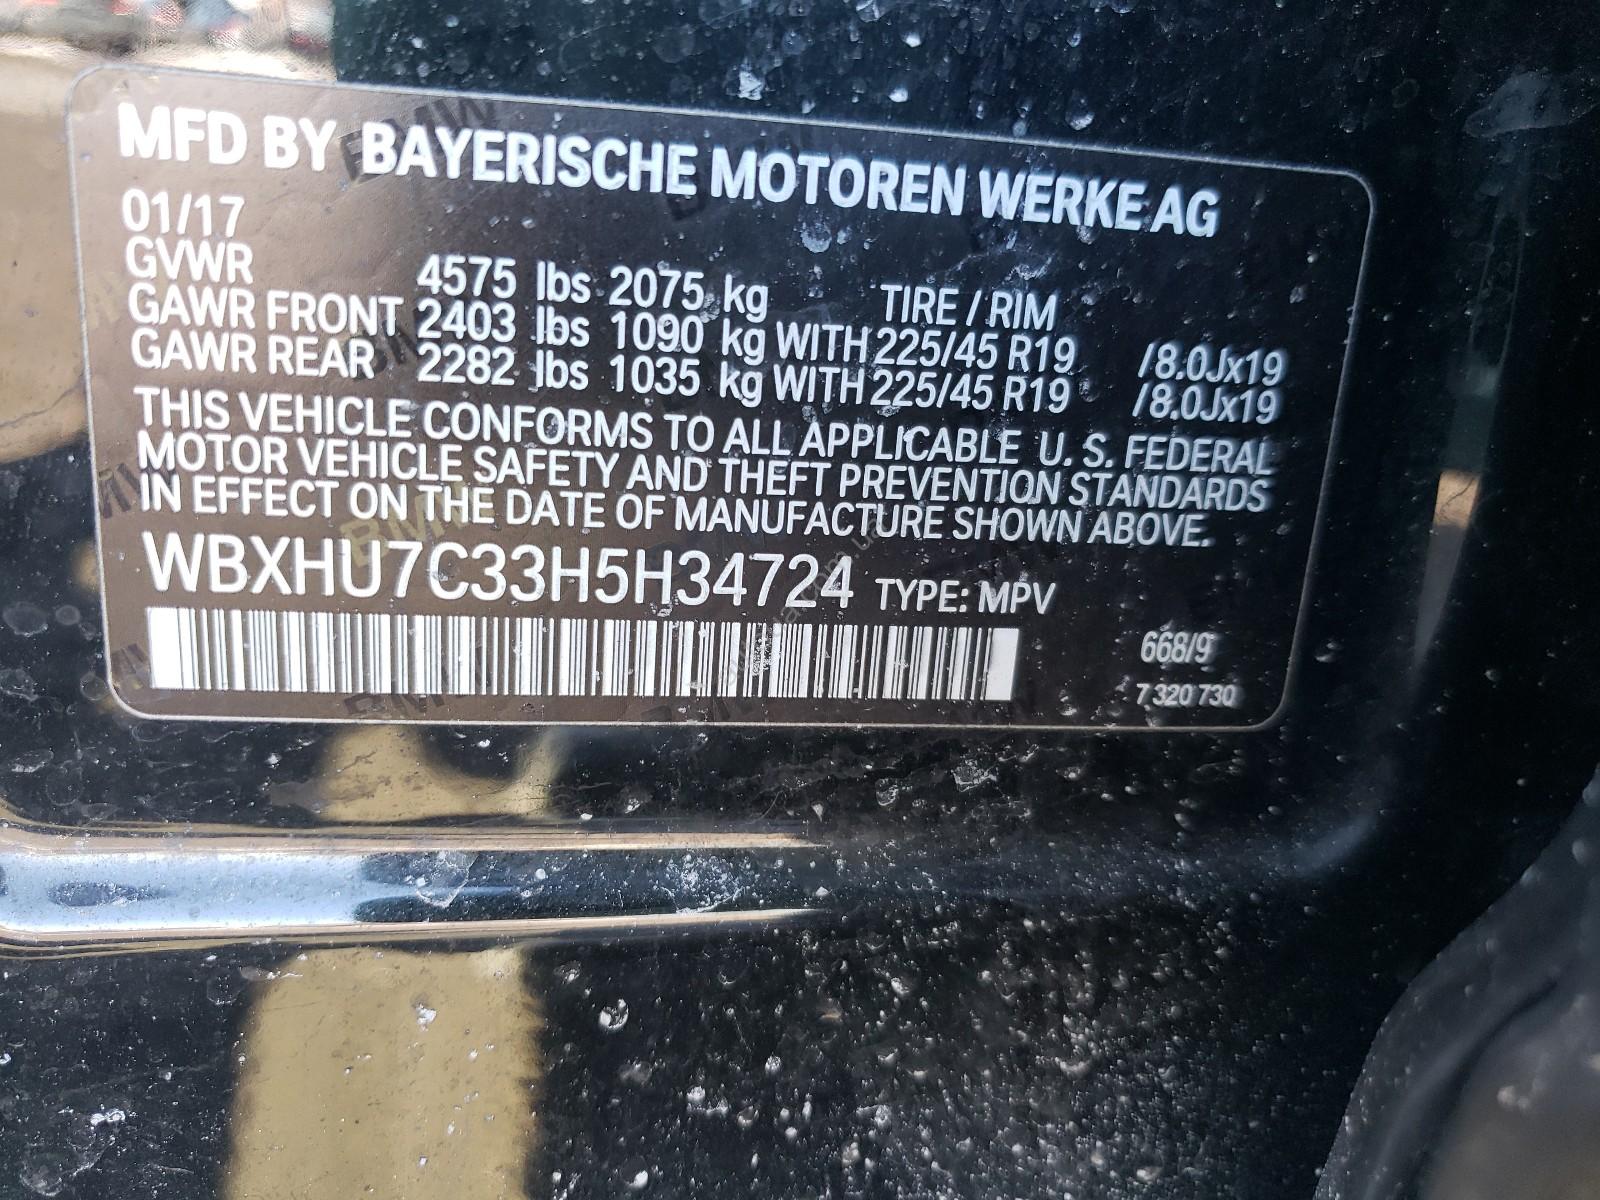 MFD BY BAYERISCHE MOTOREN WERKE AG
01/17
GVWR 4575 lbs 2075 kg TIRE / RIM
GAWR FRONT 2403 lbs 1090 kg WITH 225/45 R19 /8.0Jx19
GAWR REAR 2282 lbs 1035 kg WITH 225/45 R19 /8.0Jx19
THIS VEHICLE CONFORMS TO ALL APPLICABLE U. S. FEDERAL
MOTOR VEHICLE SAFETY AND THEFT PREVENTION STANDARDS
IN EFFECT ON THE DATE OF MANUFACTURE SHOWN ABOVE.
WBXHU7C33H5H34724 TYPE: MPV
668/9
7 320 730